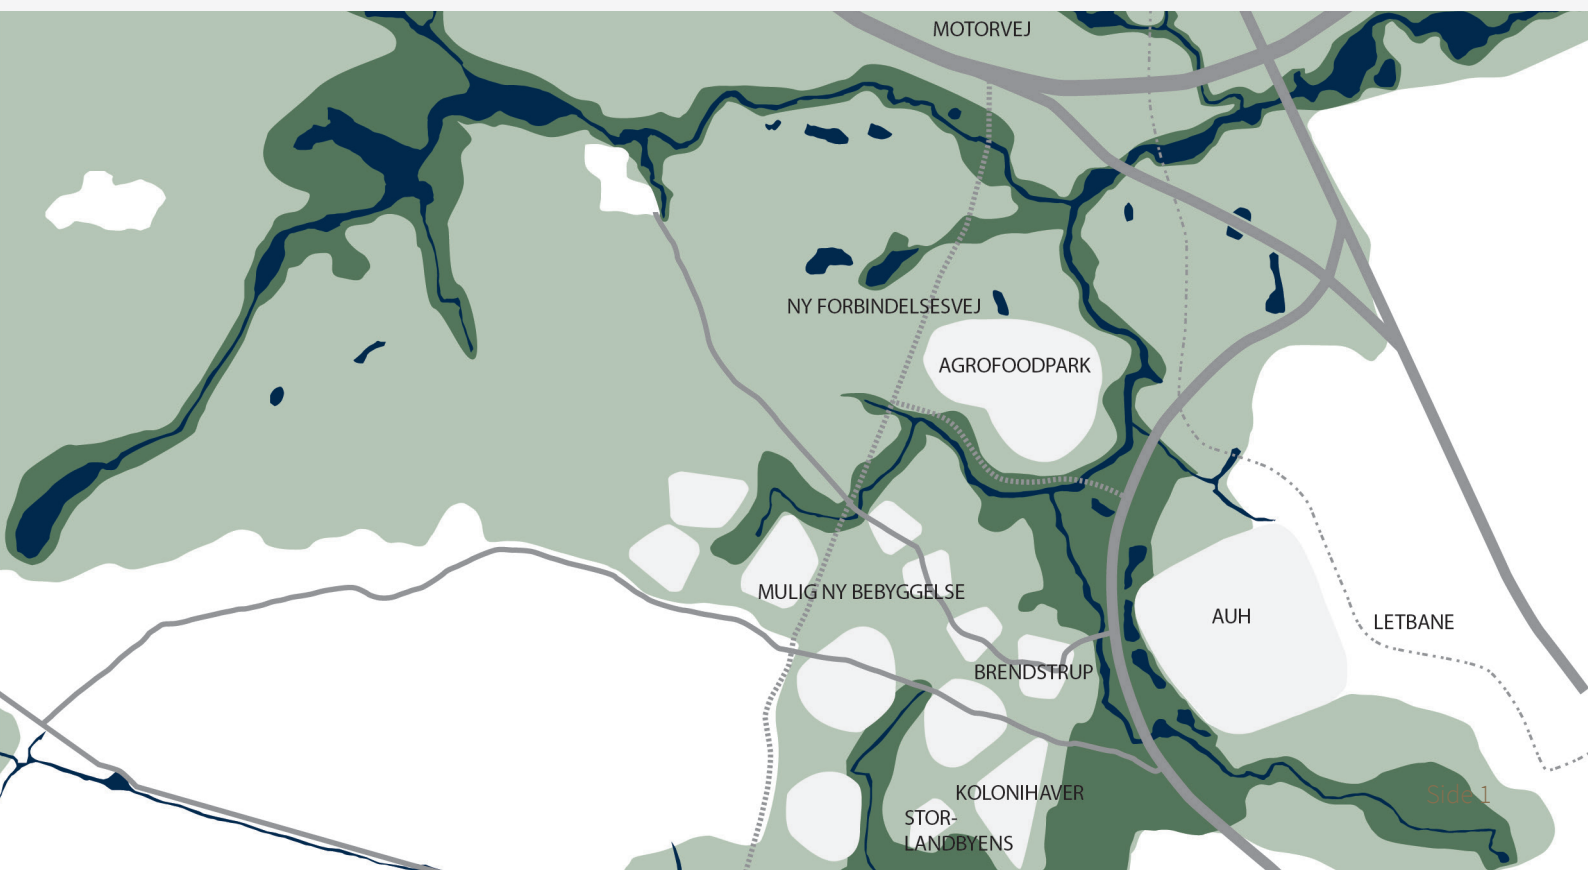 MOTORVEJ
NY FORBINDELSESVEJ
AGROFOODPARK
MULIG NY BEBYGGELSE
AUH
LETBANE
BRENDSTRUP
KOLONIHAVER
STOR-
LANDBYENS
Side 1